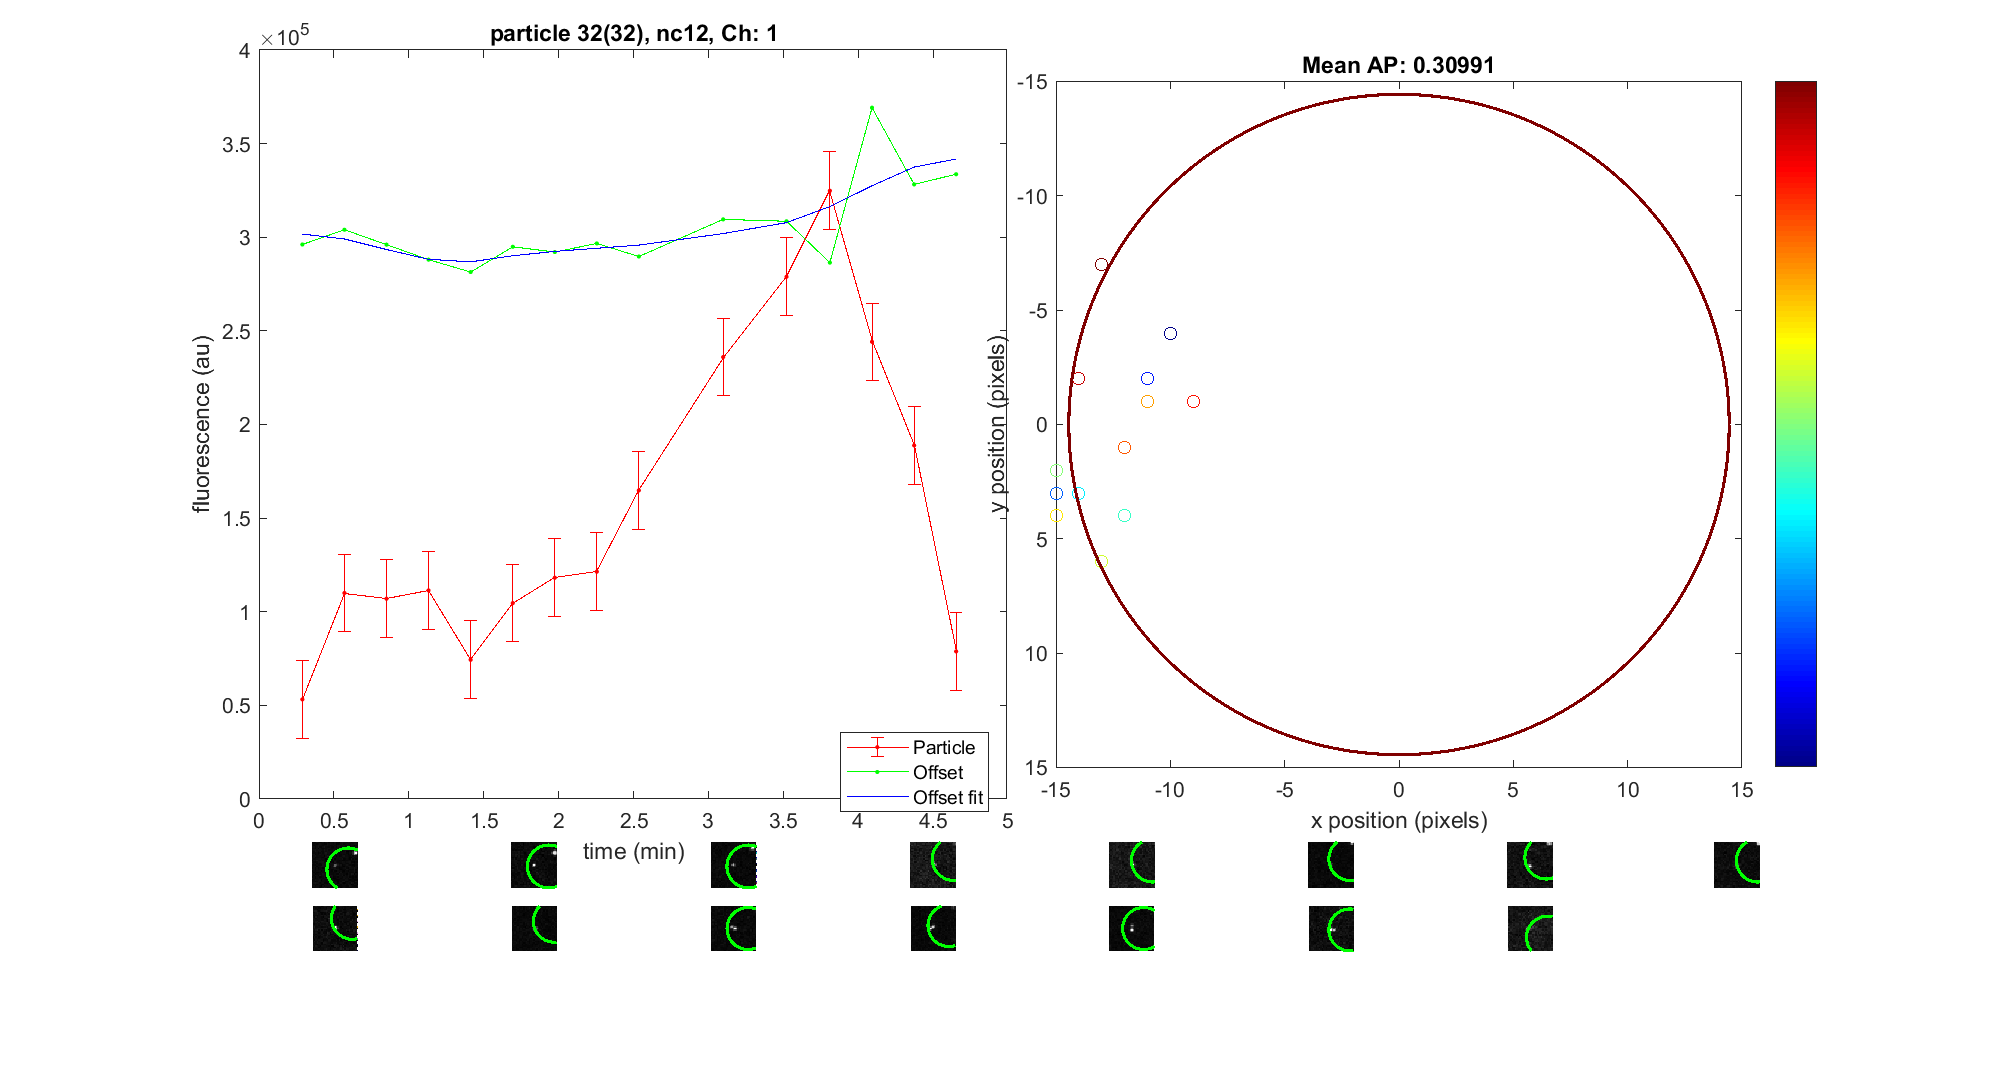 particle 32(32), nc12, Ch: 1
×10^5
4
3.5
3
2.5
2
1.5
1
0.5
0
fluorescence (au)
0 0.5 1 1.5 2 2.5 3 3.5 4 4.5 5
time (min)
Particle
Offset
Offset fit
Mean AP: 0.30991
-15
-10
-5
0
5
10
15
y position (pixels)
-15 -10 -5 0 5 10 15
x position (pixels)